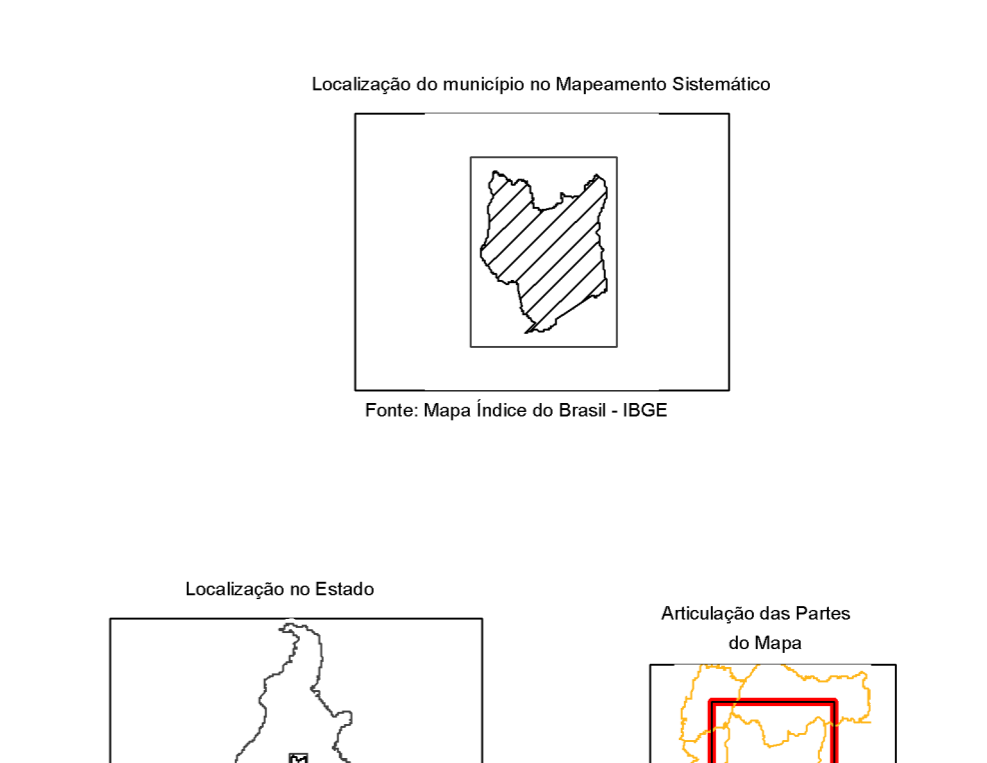 Localização do município no Mapeamento Sistemático
Fonte: Mapa Índice do Brasil - IBGE
Localização no Estado
Articulação das Partes
do Mapa